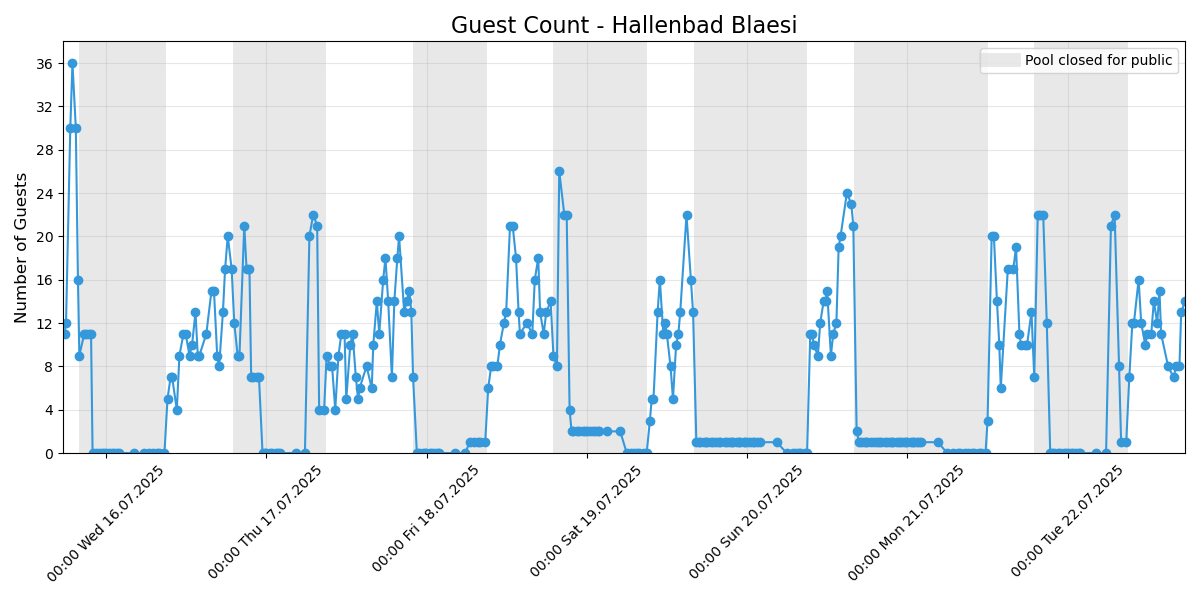 Guest Count - Hallenbad Blaesi
Pool closed for public
Number of Guests
36
32
28
24
20
16
12
8
4
0
00:00 Wed 16.07.2025
00:00 Thu 17.07.2025
00:00 Fri 18.07.2025
00:00 Sat 19.07.2025
00:00 Sun 20.07.2025
00:00 Mon 21.07.2025
00:00 Tue 22.07.2025